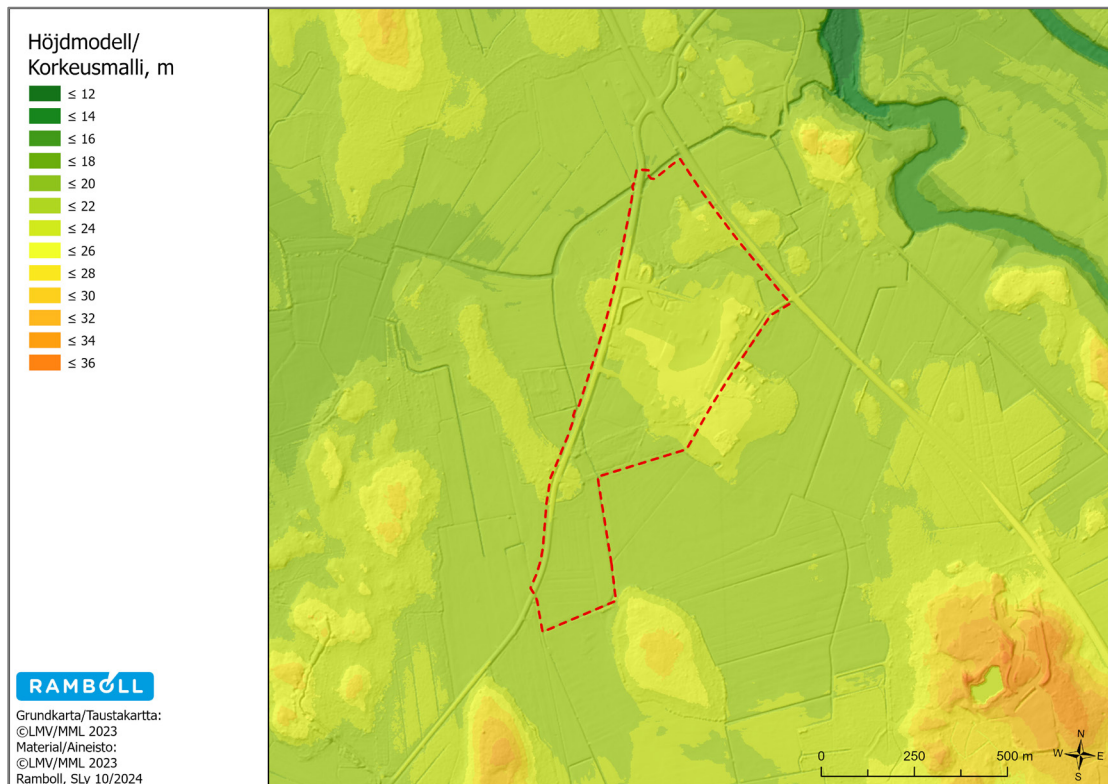 Höjdmodell/
Korkeusmalli, m
≤ 12
≤ 14
≤ 16
≤ 18
≤ 20
≤ 22
≤ 24
≤ 26
≤ 28
≤ 30
≤ 32
≤ 34
≤ 36
RAMBOLL
Grundkarta/Taustakartta:
©LMV/MML 2023
Material/Aineisto:
©LMV/MML 2023
Ramboll, SLy 10/2024
0 250 500 m
N
W E
S